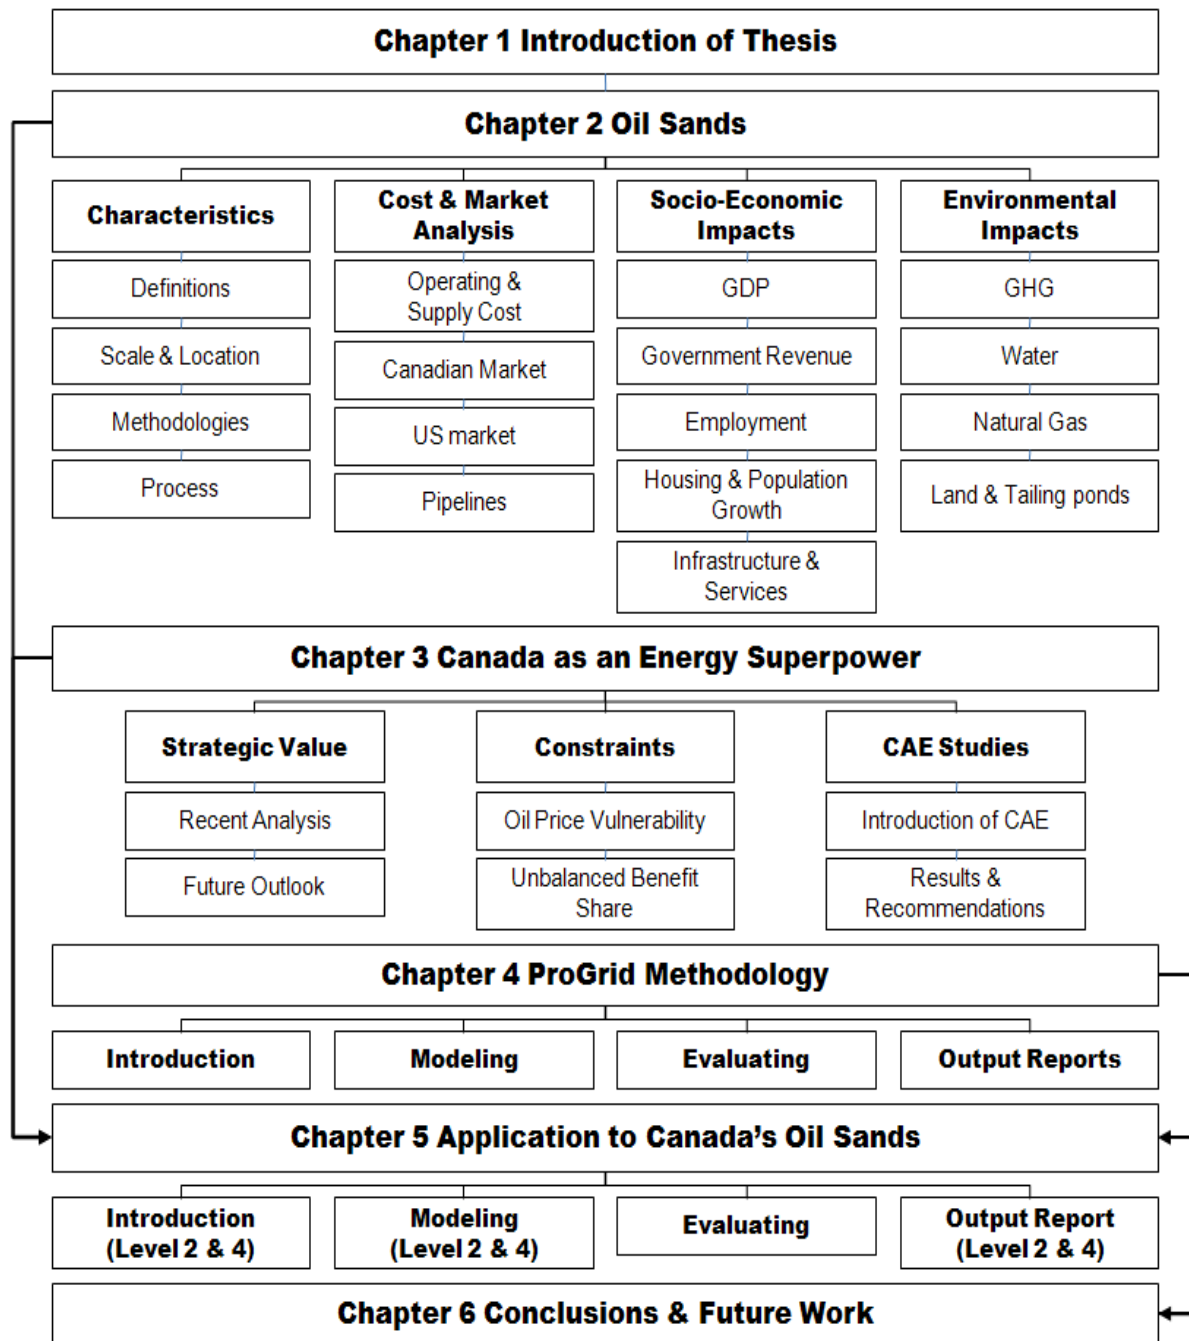 Chapter 1 Introduction of Thesis
Chapter 2 Oil Sands
Characteristics
Definitions
Scale & Location
Methodologies
Process
Cost & Market
Analysis
Operating &
Supply Cost
Canadian Market
US market
Pipelines
Socio-Economic
Impacts
GDP
Government Revenue
Employment
Housing & Population
Growth
Infrastructure &
Services
Environmental
Impacts
GHG
Water
Natural Gas
Land & Tailing ponds
Chapter 3 Canada as an Energy Superpower
Strategic Value
Recent Analysis
Future Outlook
Constraints
Oil Price Vulnerability
Unbalanced Benefit
Share
CAE Studies
Introduction of CAE
Results &
Recommendations
Chapter 4 ProGrid Methodology
Introduction
Modeling
Evaluating
Output Reports
Chapter 5 Application to Canada's Oil Sands
Introduction
(Level 2 & 4)
Modeling
(Level 2 & 4)
Evaluating
Output Report
(Level 2 & 4)
Chapter 6 Conclusions & Future Work